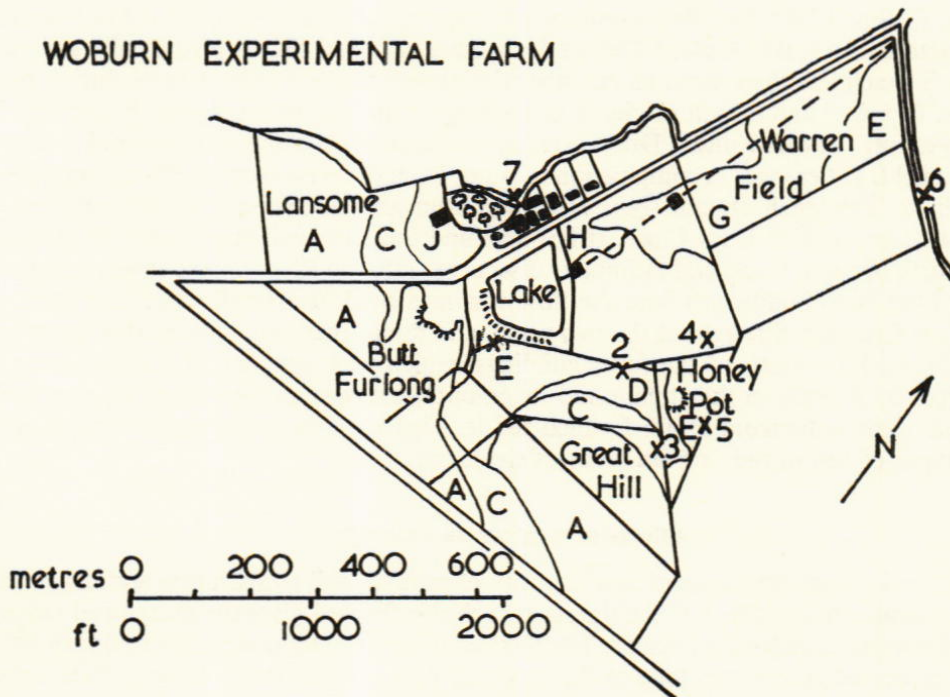 WOBURN EXPERIMENTAL FARM
Warren
Field
E
G
6
7
Lansome
A
C
J
H
Lake
A
Butt
Furlong
1
E
2
4
D
Honey
Pot
C
E
5
3
Great
Hill
N
A
C
A
metres 0 200 400 600
ft 0 1000 2000